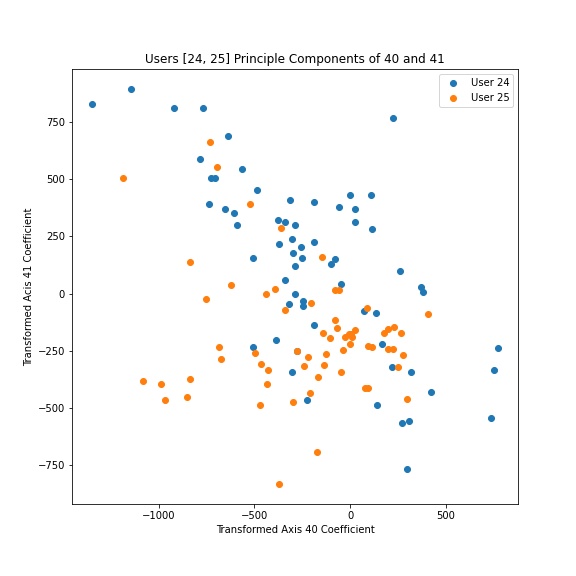 Users [24, 25] Principle Components of 40 and 41
User 24
User 25
Transformed Acis 41 Coefficient
750
500
250
0
−250
−500
−750
−1000
−500
0
500
Transformed Axis 40 Coefficient